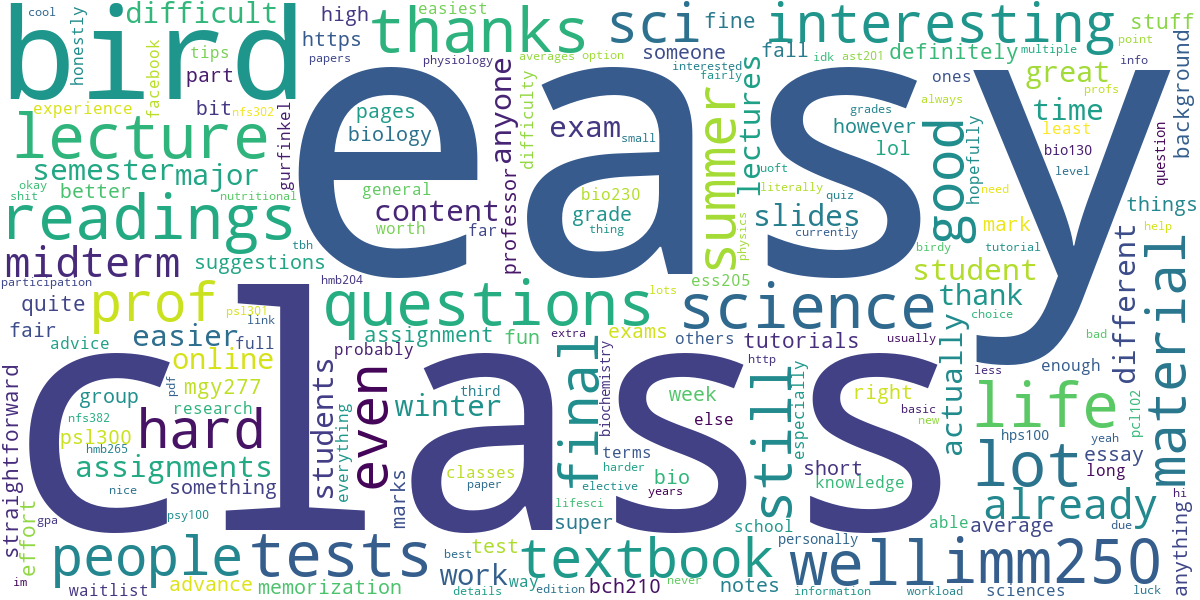 cool
honestly
difficult
easiest
high
https
papers
thanks
physiology
averages
option
sci
fine
someone
interested
fairly
interesting
fall
idk
ast201
definitely
multiple
stuff
point
info
bird
facebook
tips
part
bit
nfs302
experience
gurfinkel
pages
biology
anyone
difficulty
exam
small
easy
summer
lectures
grades
however
lol
uoft
literally
quiz
ones
always
great
time
profs
least
bio130
level
background
question
lecture
semester
major
okay
shit
better
nutritional
general
content
worth
far
professor
bio230
grade
thing
physics
slides
currently
birdy
good
hopefully
need
mark
tutorial
things
help
readings
tbh
midterm
suggestions
participation
hmb204
ess205
student
different
material
quite
prof
psl301
link
fair
advice
easier
full
questions
lots
science
thank
choice
bad
assignment
fun
extra
exams
others
tutorials
usually
actually
less
enough
probably
http
straightforward
online
group
pdf
mgy277
research
nfs382
class
students
everything
even
third
winter
final
biochemistry
week
else
still
especially
right
basic
new
life
hps100
yeah
essay
pcl102
long
hard
psl300
hmb265
assignments
nice
something
psy100
gpa
effort
marks
classes
paper
terms
harder
elective
lifesci
bio
years
super
short
knowledge
school
personally
able
lot
already
average
due
hi
anything
im
people
waitlist
advance
tests
memorization
best
test
work
way
details
edition
textbook
bch210
never
notes
well
information
workload
imm250
sciences
luck